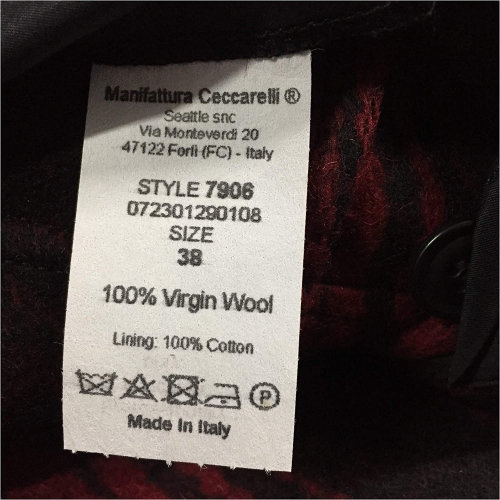 Manifattura Ceccarelli ®
Seattle snc
Via Monteverdi 20
47122 Forlì (FC) - Italy
STYLE 7906
072301290108
SIZE
38
100% Virgin Wool
Lining: 100% Cotton
P
Made In Italy